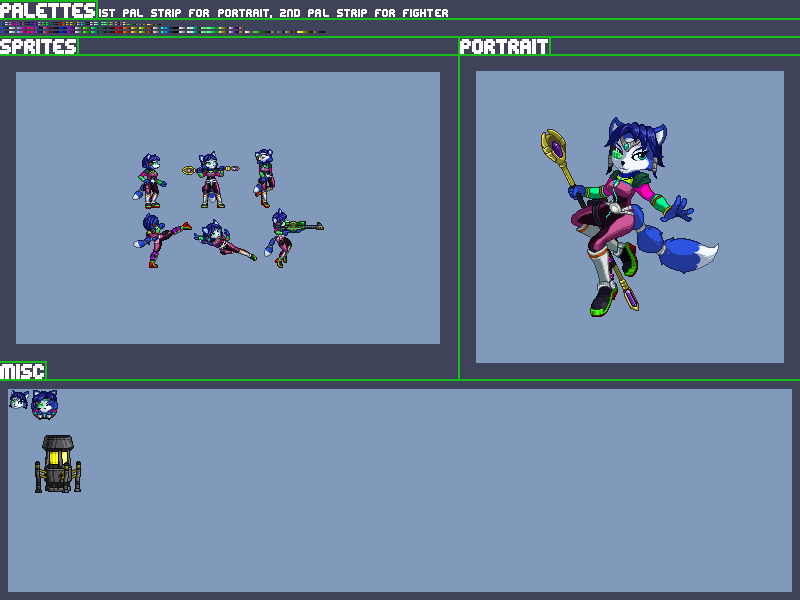 PALETTES 1ST PAL STRIP FOR PORTRAIT, 2ND PAL STRIP FOR FIGHTER
SPRITES
PORTRAIT
MISC